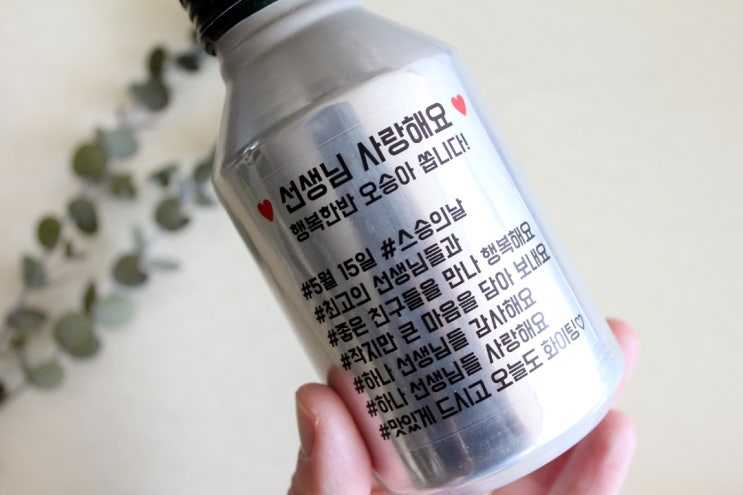 선생님 사랑해요
행복한반 오승아 쏩니다!
#5월 15일 #스승의날
#최고의 선생님들과
#좋은 친구들을 만나 행복해요
#작지만 큰 마음을 담아 보내요
#하나 선생님들 감사해요
#하나 선생님들 사랑해요
#맛있게 드시고 오늘도 화이팅♡